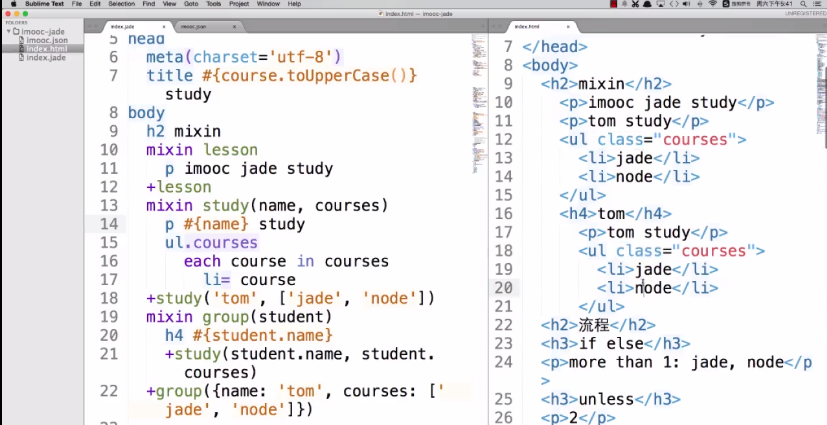 Sublime Text File Edit Selection Find View Goto Tools Project Window Help
周六下午5:41
index.html — imooc-jade
UNREGISTERED
FOLDERS
imooc-jade
imooc.json
index.html
index.jade
index.jade
imooc.json
5 head
6 meta(charset='utf-8')
7 title #{course.toUpperCase()}
study
8 body
9 h2 mixin
10 mixin lesson
11 p imooc jade study
12 +lesson
13 mixin study(name, courses)
14 p #{name} study
15 ul.courses
16 each course in courses
17 li= course
18 +study('tom', ['jade', 'node'])
19 mixin group(student)
20 h4 #{student.name}
21 +study(student.name, student.
courses)
22 +group({name: 'tom', courses: ['
jade', 'node']})
index.html
7 </head>
8 <body>
9 <h2>mixin</h2>
10 <p>imooc jade study</p>
11 <p>tom study</p>
12 <ul class="courses">
13 <li>jade</li>
14 <li>node</li>
15 </ul>
16 <h4>tom</h4>
17 <p>tom study</p>
18 <ul class="courses">
19 <li>jade</li>
20 <li>node</li>
21 </ul>
22 <h2>流程</h2>
23 <h3>if else</h3>
24 <p>more than 1: jade, node</p
>
25 <h3>unless</h3>
26 <p>2</p>